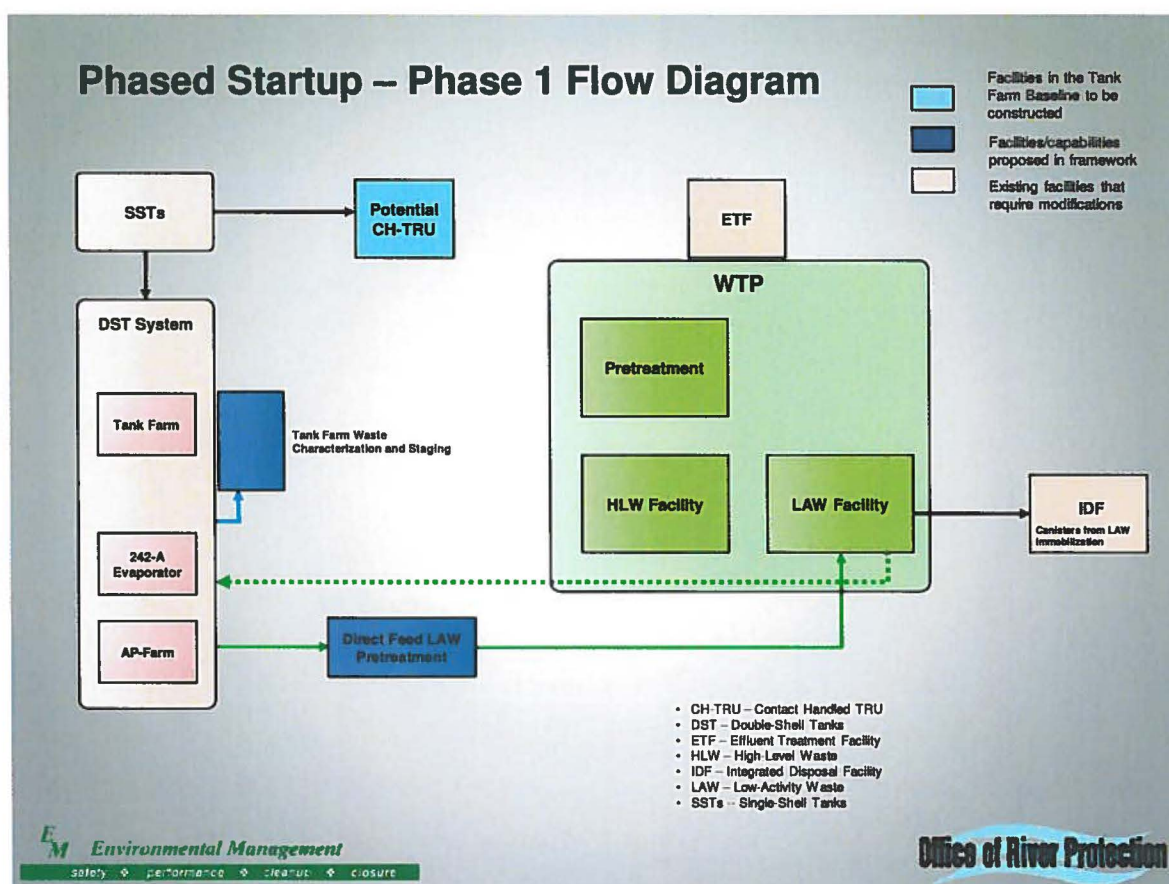 Phased Startup – Phase 1 Flow Diagram
Facilities in the Tank
Farm Baseline to be
constructed
Facilities/capabilities
proposed in framework
Existing facilities that
require modifications
SSTs
Potential
CH-TRU
ETF
WTP
DST System
Pretreatment
Tank Farm
Tank Farm Waste
Characterization and Staging
HLW Facility
LAW Facility
IDF
Canisters from LAW
Immobilization
242-A
Evaporator
AP-Farm
Direct Feed LAW
Pretreatment
• CH-TRU – Contact Handled TRU
• DST – Double-Shell Tanks
• ETF – Effluent Treatment Facility
• HLW – High-Level Waste
• IDF – Integrated Disposal Facility
• LAW – Low-Activity Waste
• SSTs – Single-Shell Tanks
EM Environmental Management
safety ❖ performance ❖ cleanup ❖ closure
Office of River Protection